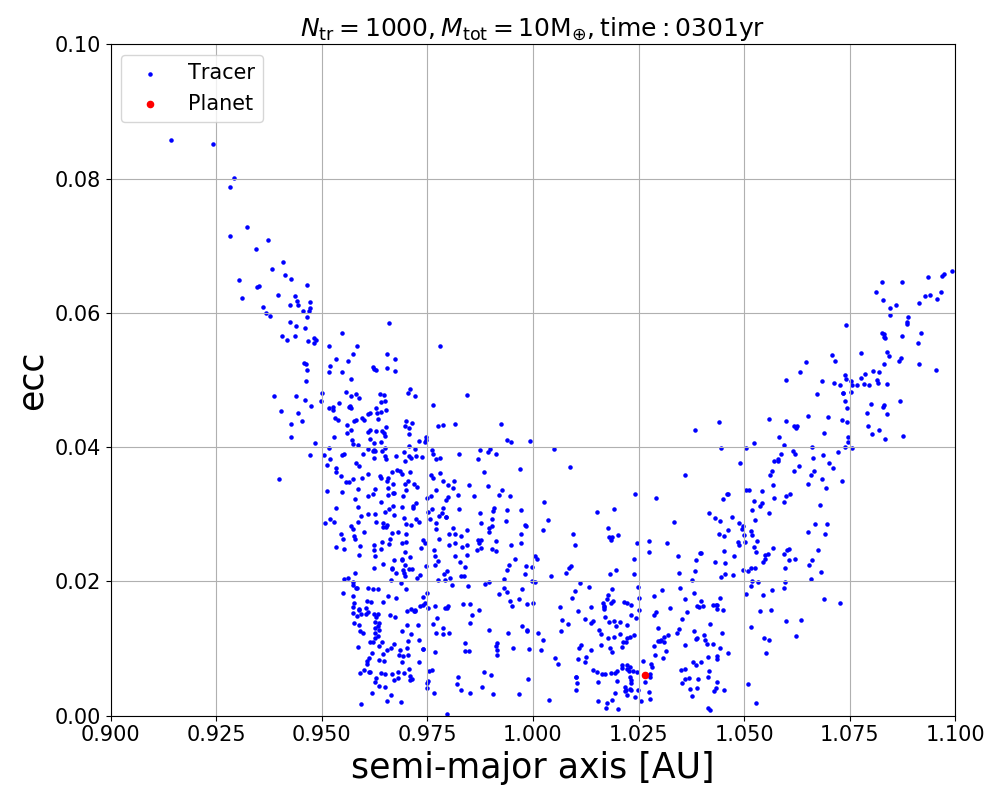 N_tr = 1000, M_tot = 10M_⊕, time : 0301yr
Tracer
Planet
0.10
0.08
0.06
0.04
0.02
0.00
ecc
0.900 0.925 0.950 0.975 1.000 1.025 1.050 1.075 1.100
semi-major axis [AU]